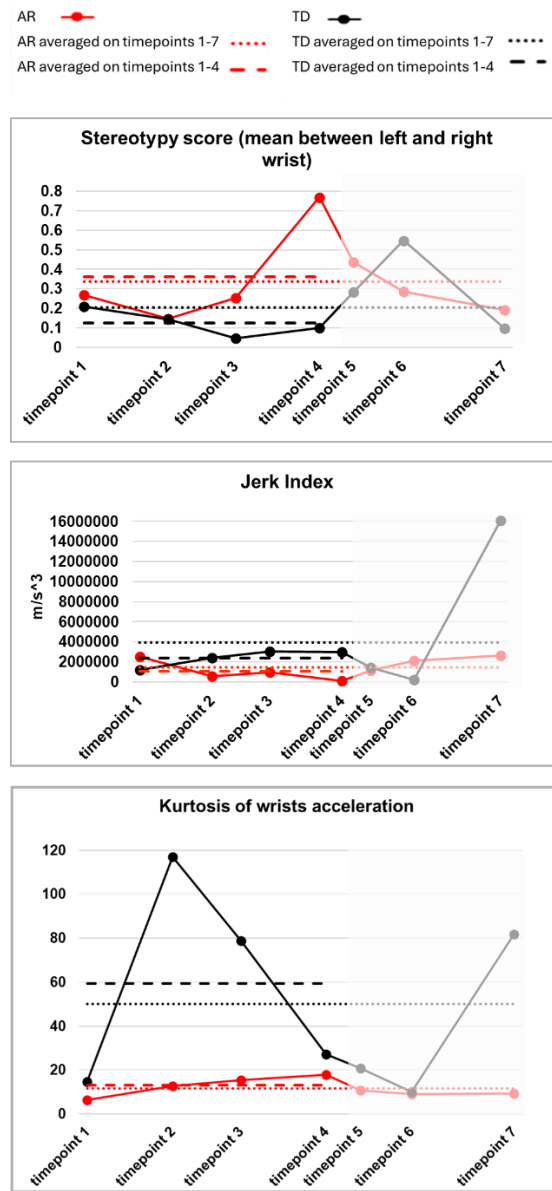 AR
TD
AR averaged on timepoints 1-7
TD averaged on timepoints 1-7
AR averaged on timepoints 1-4
TD averaged on timepoints 1-4
Stereotypy score (mean between left and right
wrist)
0.8
0.7
0.6
0.5
0.4
0.3
0.2
0.1
0
timepoint 1
timepoint 2
timepoint 3
timepoint 4
timepoint 5
timepoint 6
timepoint 7
Jerk Index
m/s^3
16000000
14000000
12000000
10000000
8000000
6000000
4000000
2000000
0
timepoint 1
timepoint 2
timepoint 3
timepoint 4
timepoint 5
timepoint 6
timepoint 7
Kurtosis of wrists acceleration
120
100
80
60
40
20
0
timepoint 1
timepoint 2
timepoint 3
timepoint 4
timepoint 5
timepoint 6
timepoint 7